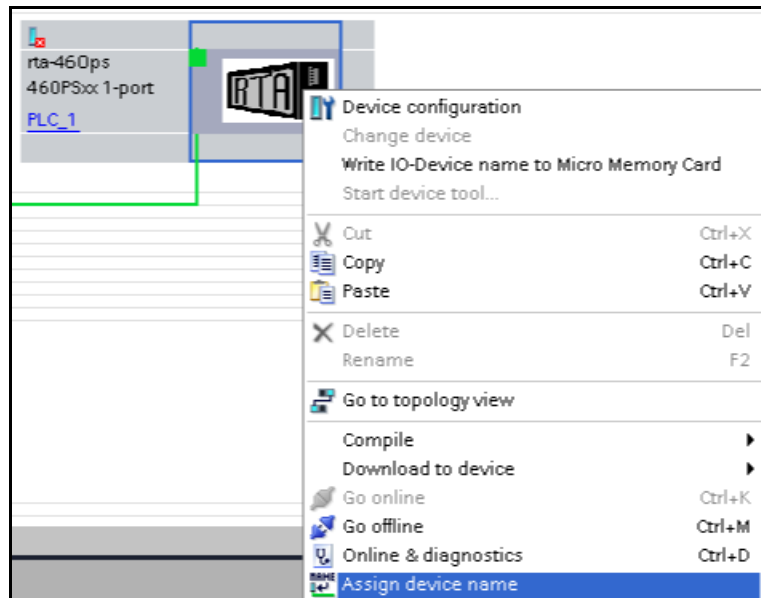 rta-460ps
460PSxx 1-port
PLC_1
RTA
Device configuration
Change device
Write IO-Device name to Micro Memory Card
Start device tool...
Cut Ctrl+X
Copy Ctrl+C
Paste Ctrl+V
Delete Del
Rename F2
Go to topology view
Compile
Download to device
Go online Ctrl+K
Go offline Ctrl+M
Online & diagnostics Ctrl+D
NAME
Assign device name